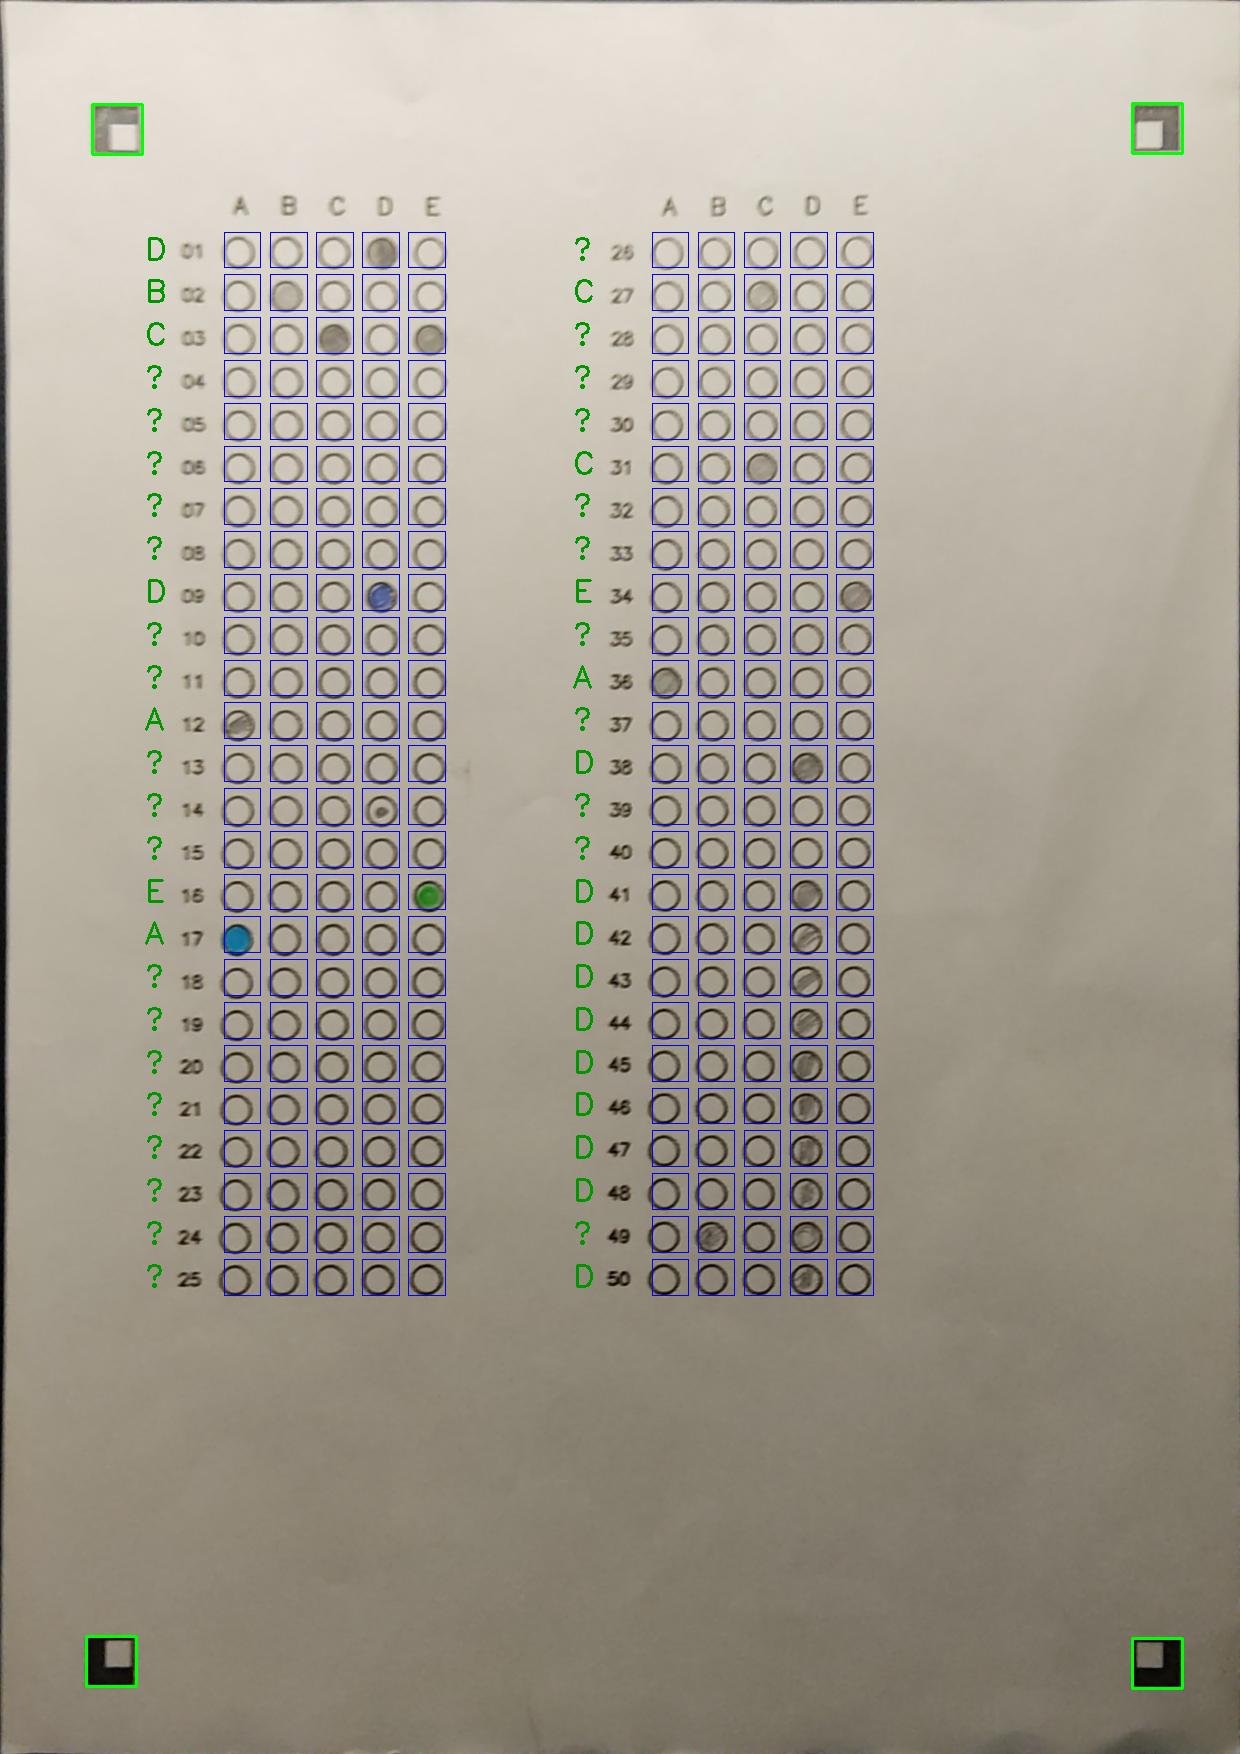 A B C D E
D 01
B 02
C 03
? 04
? 05
? 06
? 07
? 08
D 09
? 10
? 11
A 12
? 13
? 14
? 15
E 16
A 17
? 18
? 19
? 20
? 21
? 22
? 23
? 24
? 25
A B C D E
? 26
C 27
? 28
? 29
? 30
C 31
? 32
? 33
E 34
? 35
A 36
? 37
D 38
? 39
? 40
D 41
D 42
D 43
D 44
D 45
D 46
D 47
D 48
? 49
D 50